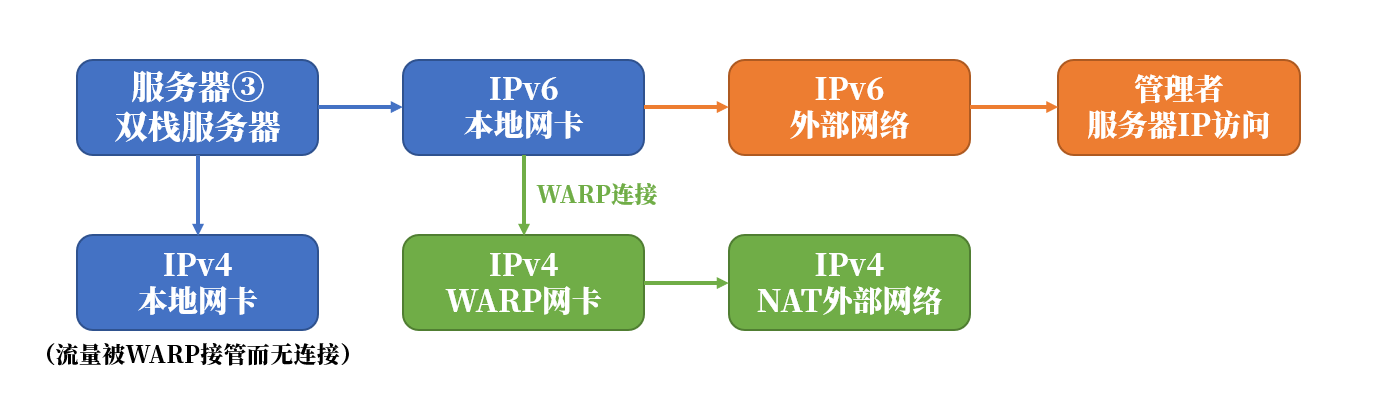 服务器③
双栈服务器
IPv6
本地网卡
IPv6
外部网络
管理者
服务器IP访问
WARP连接
IPv4
本地网卡
IPv4
WARP网卡
IPv4
NAT外部网络
（流量被WARP接管而无连接）